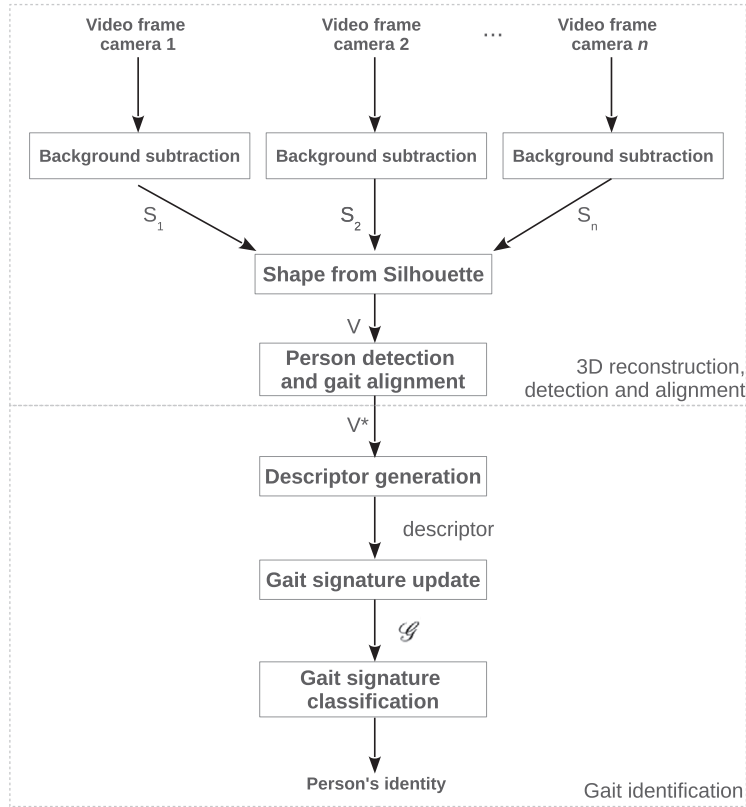 Video frame
camera 1
Video frame
camera 2
...
Video frame
camera n
Background subtraction
Background subtraction
Background subtraction
S1
S2
Sn
Shape from Silhouette
V
Person detection
and gait alignment
3D reconstruction,
detection and alignment
V*
Descriptor generation
descriptor
Gait signature update
𝒢
Gait signature
classification
Person's identity
Gait identification